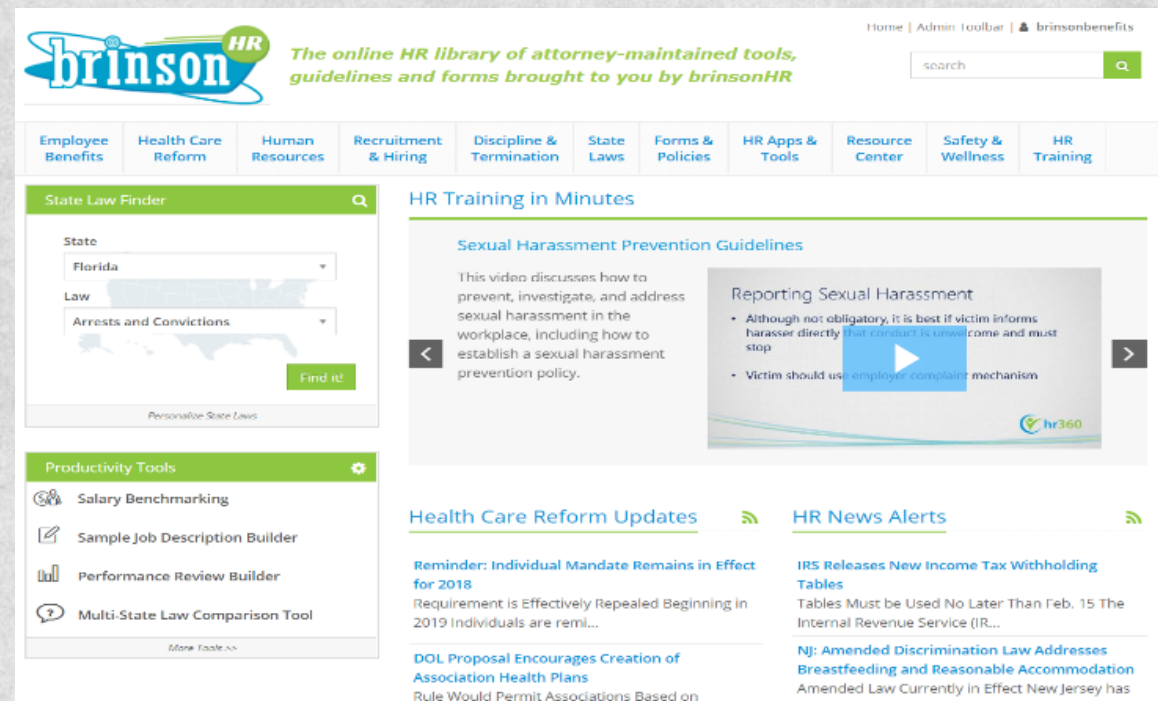 brinson HR
The online HR library of attorney-maintained tools,
guidelines and forms brought to you by brinsonHR
Home | Admin Toolbar | brinsonbenefits
search
Employee
Benefits
Health Care
Reform
Human
Resources
Recruitment
& Hiring
Discipline &
Termination
State
Laws
Forms &
Policies
HR Apps &
Tools
Resource
Center
Safety &
Wellness
HR
Training
State Law Finder
State
Florida
Law
Arrests and Convictions
Find it!
Personalize State Laws
Productivity Tools
Salary Benchmarking
Sample Job Description Builder
Performance Review Builder
Multi-State Law Comparison Tool
More Tools >>
HR Training in Minutes
Sexual Harassment Prevention Guidelines
This video discusses how to
prevent, investigate, and address
sexual harassment in the
workplace, including how to
establish a sexual harassment
prevention policy.
Reporting Sexual Harassment
• Although not obligatory, it is best if victim informs
harasser directly that conduct is unwelcome and must
stop
• Victim should use employer complaint mechanism
hr360
Health Care Reform Updates
Reminder: Individual Mandate Remains in Effect
for 2018
Requirement is Effectively Repealed Beginning in
2019 Individuals are remi...
DOL Proposal Encourages Creation of
Association Health Plans
Rule Would Permit Associations Based on
HR News Alerts
IRS Releases New Income Tax Withholding
Tables
Tables Must be Used No Later Than Feb. 15 The
Internal Revenue Service (IR...
NJ: Amended Discrimination Law Addresses
Breastfeeding and Reasonable Accommodation
Amended Law Currently in Effect New Jersey has